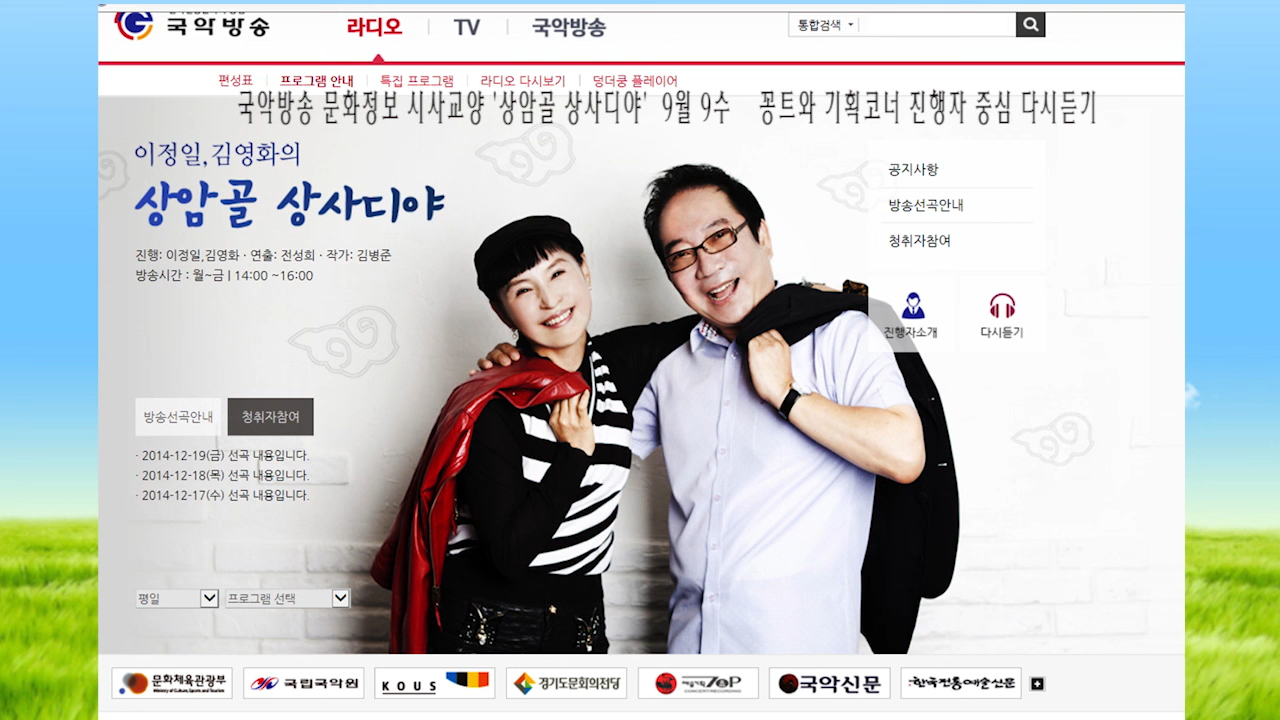 국악방송
라디오 TV 국악방송
통합검색
편성표 프로그램 안내 특집 프로그램 라디오 다시보기 덩더쿵 플레이어
국악방송 문화정보 시사교양 '상암골 상사디야' 9월 9수 꽁트와 기획코너 진행자 중심 다시듣기
이정일,김영화의
상암골 상사디야
진행: 이정일,김영화 · 연출: 전성희 · 작가: 김병준
방송시간 : 월~금 | 14:00 ~16:00
공지사항
방송선곡안내
청취자참여
진행자소개 다시듣기
방송선곡안내 청취자참여
· 2014-12-19(금) 선곡 내용입니다.
· 2014-12-18(목) 선곡 내용입니다.
· 2014-12-17(수) 선곡 내용입니다.
평일 프로그램 선택
문화체육관광부
Ministry of Culture, Sports and Tourism
국립국악원
KOUS
경기도문화의전당
예술기획 TOP
국악신문
한국전통예술신문